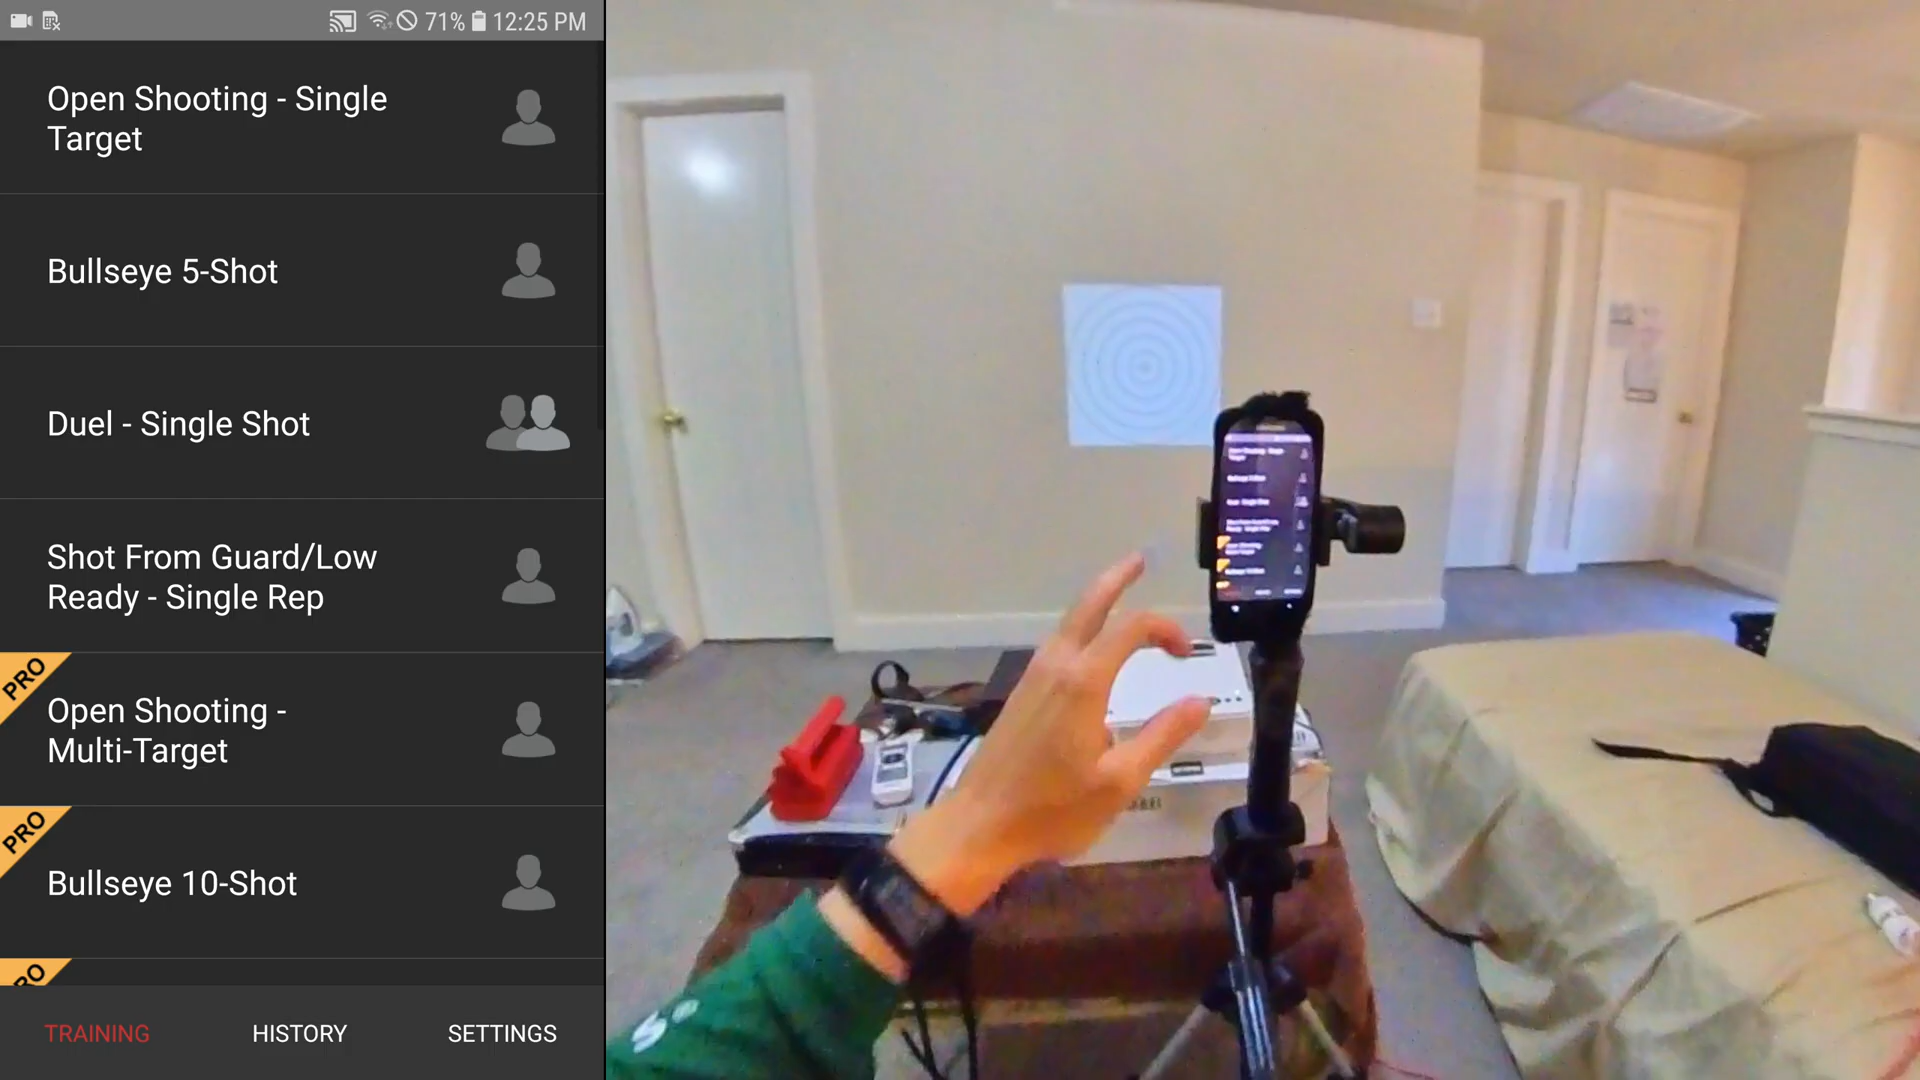 71% 12:25 PM
Open Shooting - Single
Target
Bullseye 5-Shot
Duel - Single Shot
Shot From Guard/Low
Ready - Single Rep
PRO
Open Shooting -
Multi-Target
PRO
Bullseye 10-Shot
PRO
TRAINING HISTORY SETTINGS